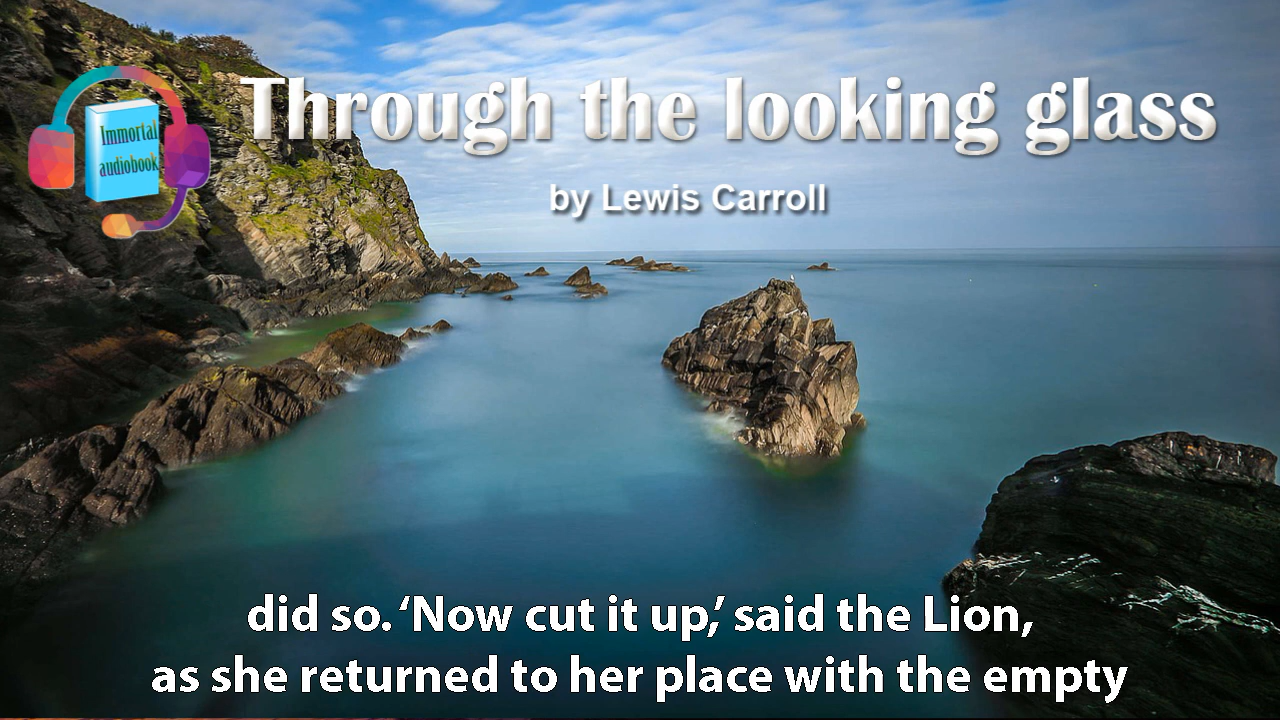 Through the looking glass
Immortal
audiobook
by Lewis Carroll
did so. ‘Now cut it up,’ said the Lion,
as she returned to her place with the empty